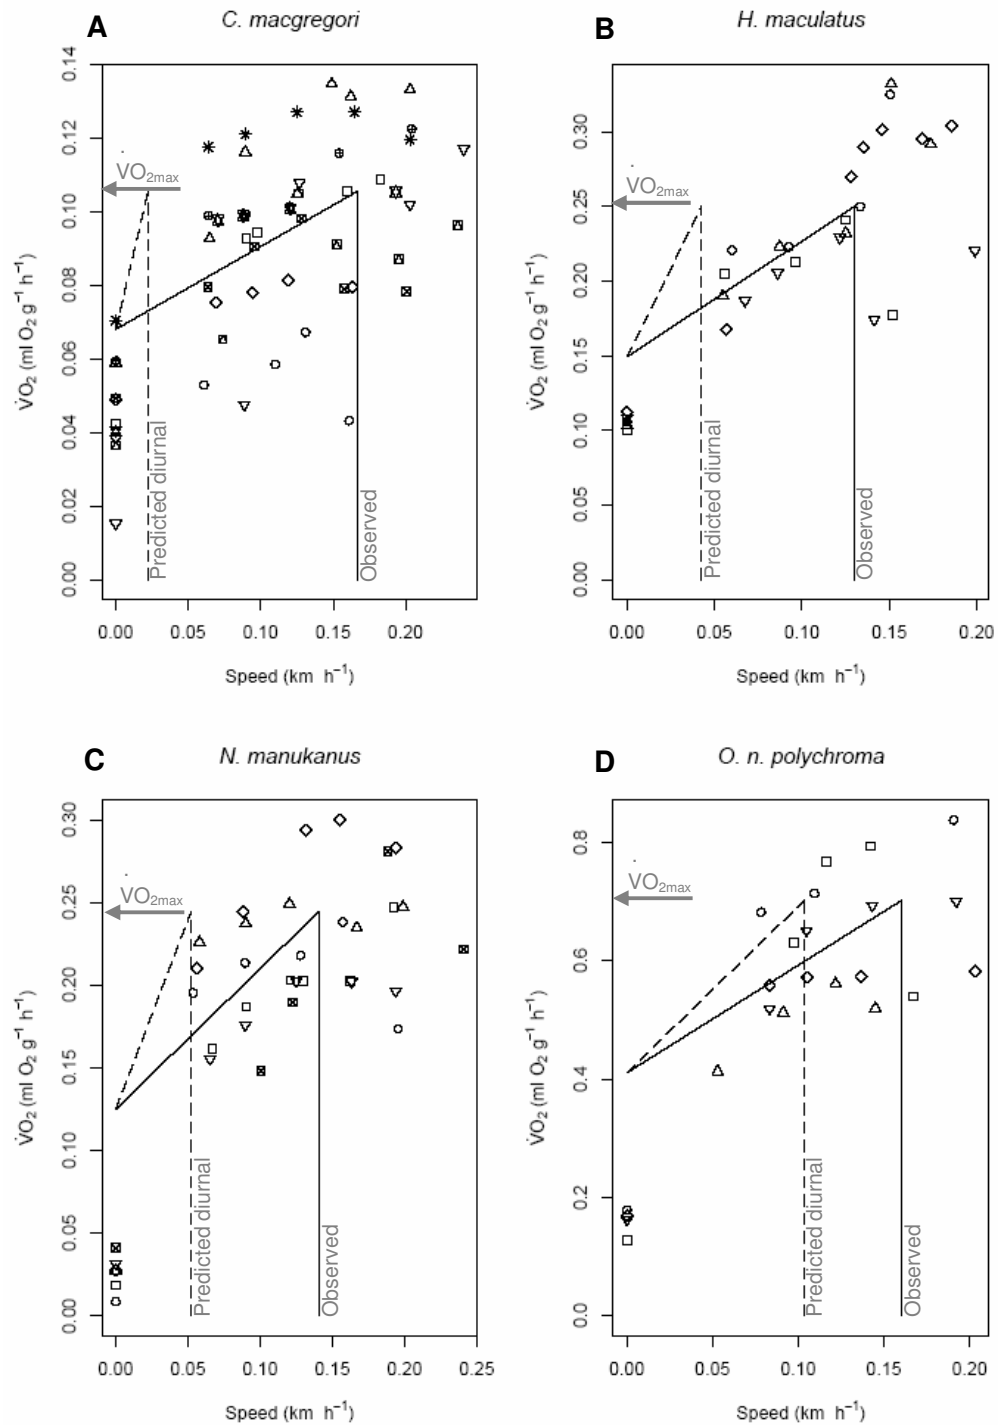 A
C. macgregori
B
H. maculatus
0.14
0.12
0.10
0.08
0.06
0.04
0.02
0.00
V̇O₂ (ml O₂ g⁻¹ h⁻¹)
VO₂max
Predicted diurnal
Observed
0.00 0.05 0.10 0.15 0.20
Speed (km h⁻¹)
0.30
0.25
0.20
0.15
0.10
0.05
0.00
V̇O₂ (ml O₂ g⁻¹ h⁻¹)
VO₂max
Predicted diurnal
Observed
0.00 0.05 0.10 0.15 0.20
Speed (km h⁻¹)
C
N. manukanus
D
O. n. polychroma
0.30
0.25
0.20
0.15
0.10
0.05
0.00
V̇O₂ (ml O₂ g⁻¹ h⁻¹)
VO₂max
Predicted diurnal
Observed
0.00 0.05 0.10 0.15 0.20 0.25
Speed (km h⁻¹)
0.8
0.6
0.4
0.2
0.0
V̇O₂ (ml O₂ g⁻¹ h⁻¹)
VO₂max
Predicted diurnal
Observed
0.00 0.05 0.10 0.15 0.20
Speed (km h⁻¹)